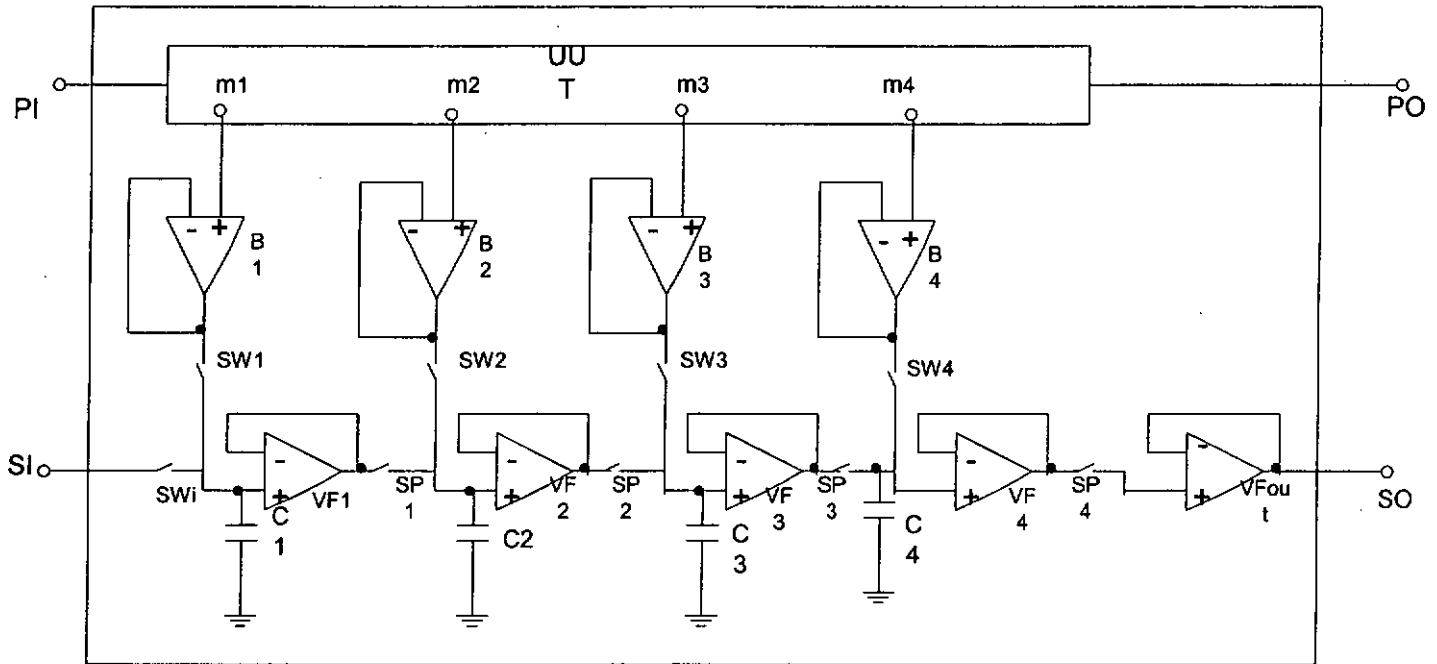 UU
T
PI
m1
m2
m3
m4
PO
- +
B
1
- +
B
2
- +
B
3
- +
B
4
SW1
SW2
SW3
SW4
SI
SWi
-
+
VF1
C
1
SP
1
-
+
VF
2
C2
SP
2
-
+
VF
3
C
3
SP
3
C
4
-
+
VF
4
SP
4
-
+
VFou
t
SO